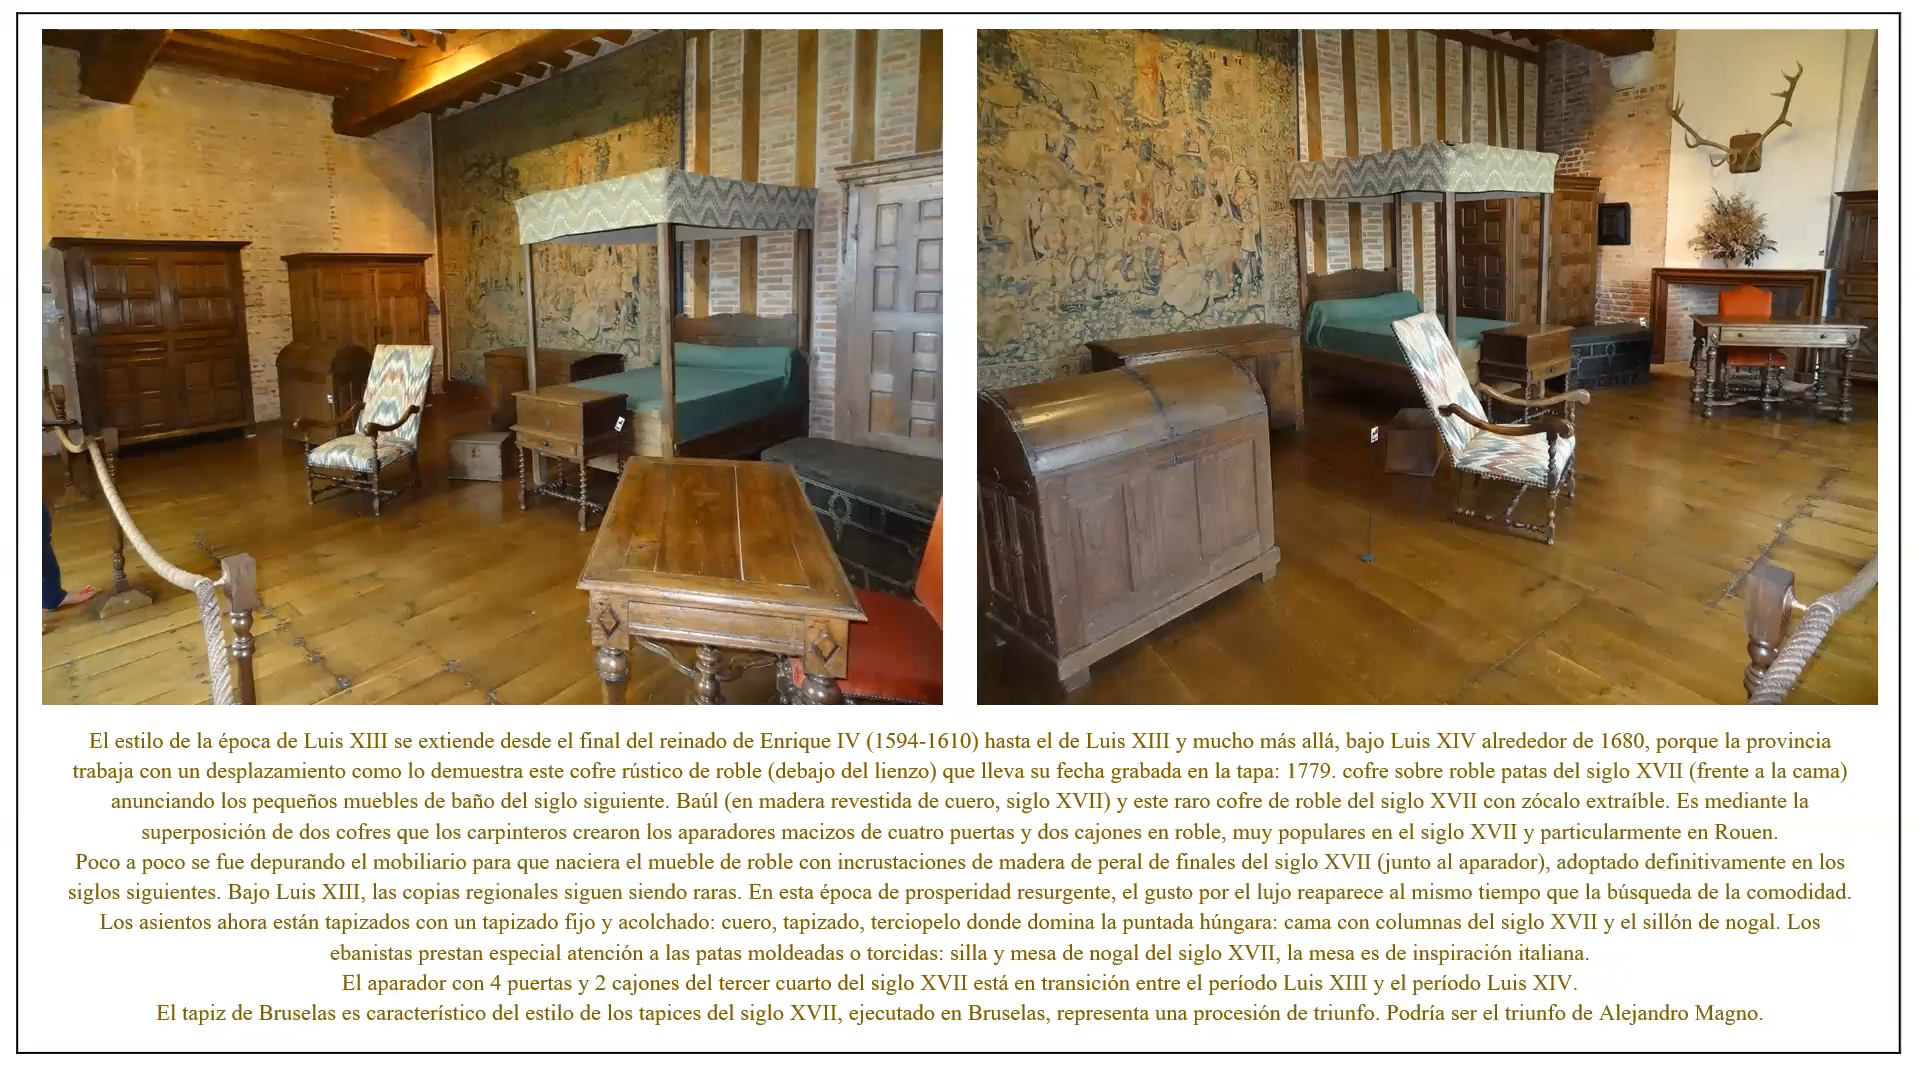 El estilo de la época de Luis XIII se extiende desde el final del reinado de Enrique IV (1594-1610) hasta el de Luis XIII y mucho más allá, bajo Luis XIV alrededor de 1680, porque la provincia
trabaja con un desplazamiento como lo demuestra este cofre rústico de roble (debajo del lienzo) que lleva su fecha grabada en la tapa: 1779. cofre sobre roble patas del siglo XVII (frente a la cama)
anunciando los pequeños muebles de baño del siglo siguiente. Baúl (en madera revestida de cuero, siglo XVII) y este raro cofre de roble del siglo XVII con zócalo extraíble. Es mediante la
superposición de dos cofres que los carpinteros crearon los aparadores macizos de cuatro puertas y dos cajones en roble, muy populares en el siglo XVII y particularmente en Rouen.
Poco a poco se fue depurando el mobiliario para que naciera el mueble de roble con incrustaciones de madera de peral de finales del siglo XVII (junto al aparador), adoptado definitivamente en los
siglos siguientes. Bajo Luis XIII, las copias regionales siguen siendo raras. En esta época de prosperidad resurgente, el gusto por el lujo reaparece al mismo tiempo que la búsqueda de la comodidad.
Los asientos ahora están tapizados con un tapizado fijo y acolchado: cuero, tapizado, terciopelo donde domina la puntada húngara: cama con columnas del siglo XVII y el sillón de nogal. Los
ebanistas prestan especial atención a las patas moldeadas o torcidas: silla y mesa de nogal del siglo XVII, la mesa es de inspiración italiana.
El aparador con 4 puertas y 2 cajones del tercer cuarto del siglo XVII está en transición entre el período Luis XIII y el período Luis XIV.
El tapiz de Bruselas es característico del estilo de los tapices del siglo XVII, ejecutado en Bruselas, representa una procesión de triunfo. Podría ser el triunfo de Alejandro Magno.